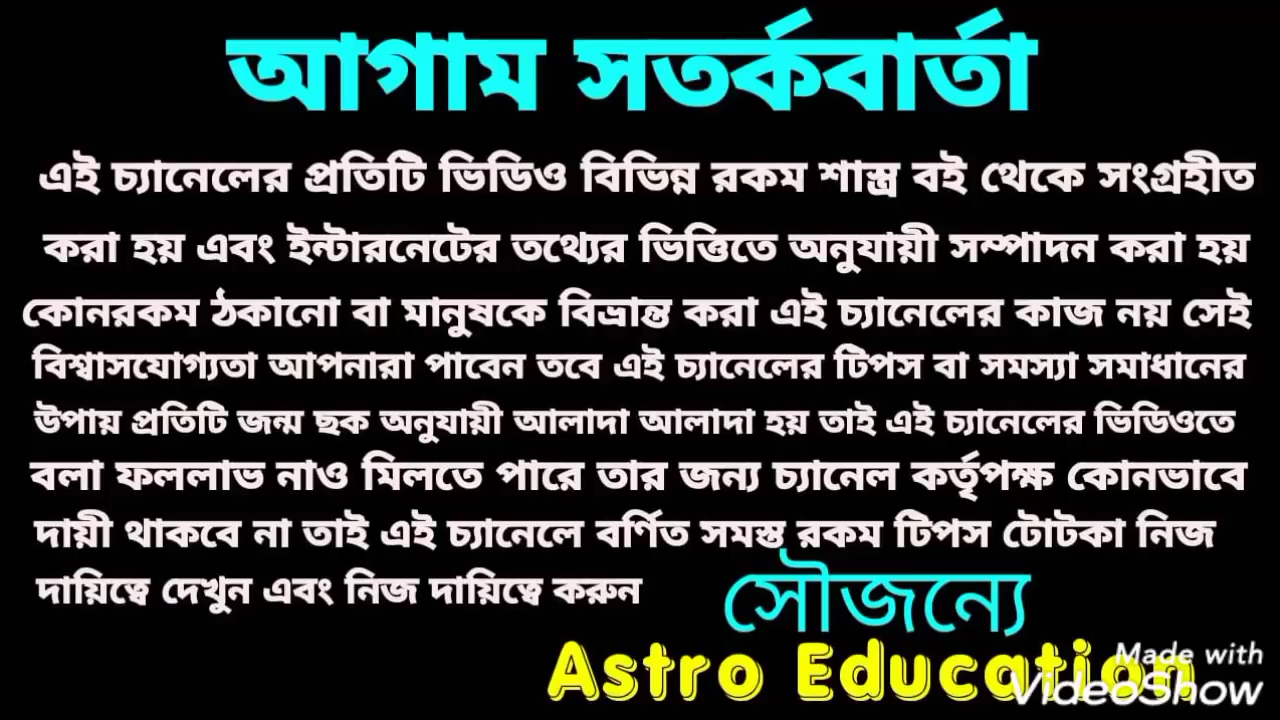 আগাম সতর্কবার্তা
এই চ্যানেলের প্রতিটি ভিডিও বিভিন্ন রকম শাস্ত্র বই থেকে সংগ্রহীত
করা হয় এবং ইন্টারনেটের তথ্যের ভিত্তিতে অনুযায়ী সম্পাদন করা হয়
কোনরকম ঠকানো বা মানুষকে বিভ্রান্ত করা এই চ্যানেলের কাজ নয় সেই
বিশ্বাসযোগ্যতা আপনারা পাবেন তবে এই চ্যানেলের টিপস বা সমস্যা সমাধানের
উপায় প্রতিটি জন্ম ছক অনুযায়ী আলাদা আলাদা হয় তাই এই চ্যানেলের ভিডিওতে
বলা ফললাভ নাও মিলতে পারে তার জন্য চ্যানেল কর্তৃপক্ষ কোনভাবে
দায়ী থাকবে না তাই এই চ্যানেলে বর্ণিত সমস্ত রকম টিপস টোটকা নিজ
দায়িত্বে দেখুন এবং নিজ দায়িত্বে করুন
সৌজন্যে
Astro Education
Made with
VideoShow